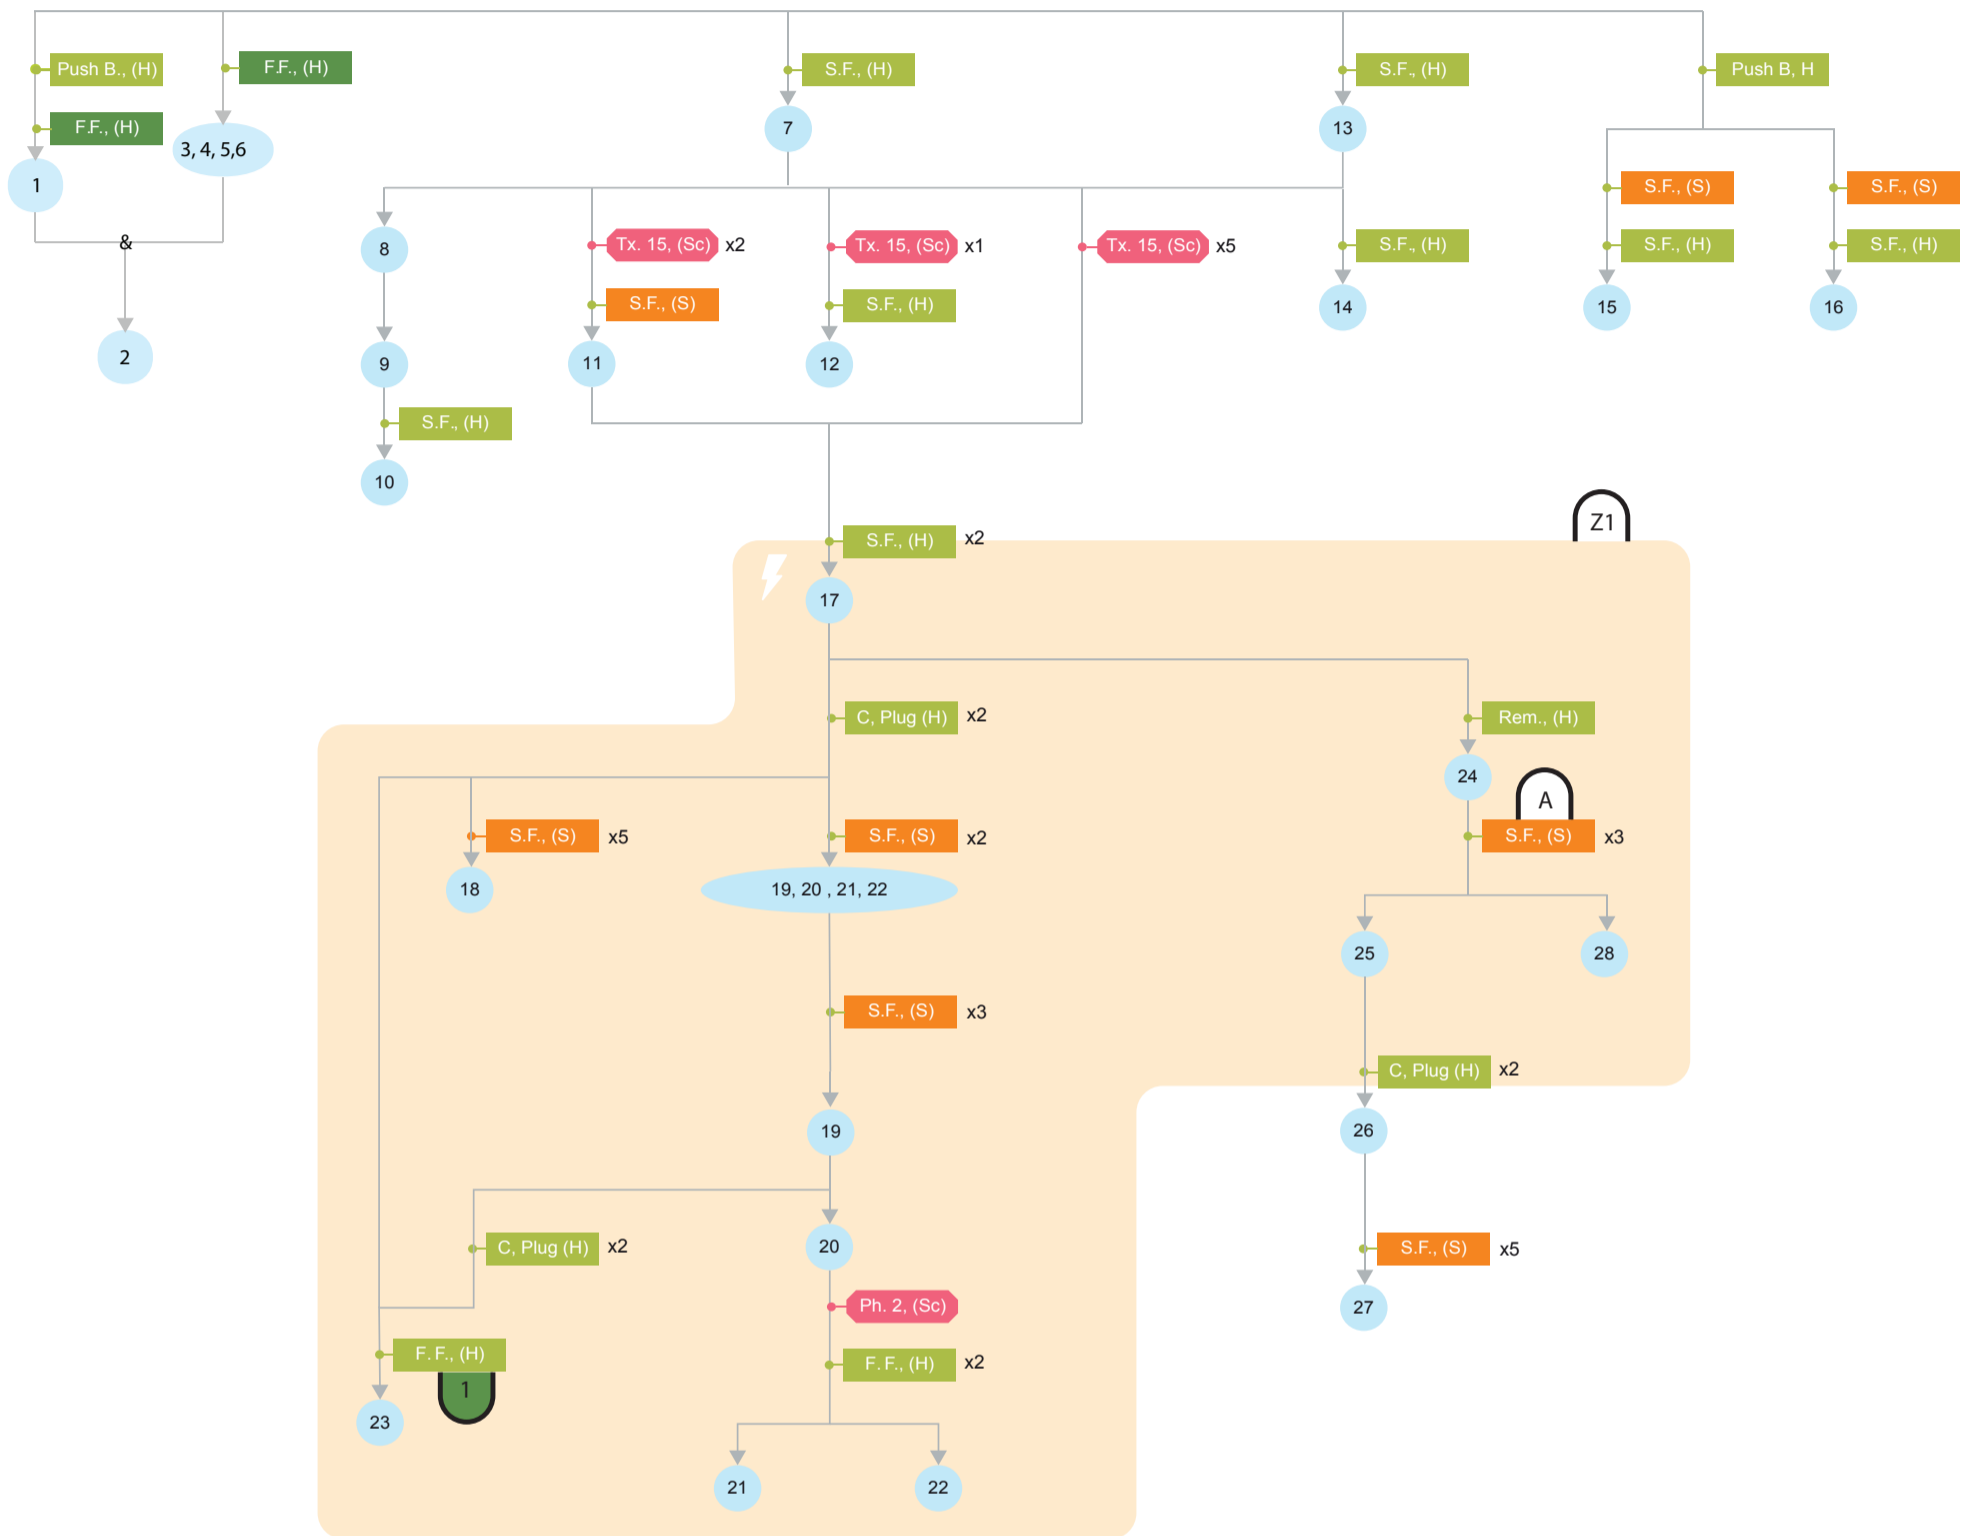 Push B., (H)
F.F., (H)
S.F., (H)
S.F., (H)
Push B, H
F.F., (H)
3, 4, 5,6
7
13
1
S.F., (S)
S.F., (S)
&
8
Tx. 15, (Sc) x2
Tx. 15, (Sc) x1
Tx. 15, (Sc) x5
S.F., (H)
S.F., (H)
S.F., (H)
S.F., (S)
S.F., (H)
14
15
16
2
9
11
12
S.F., (H)
10
Z1
S.F., (H) x2
17
C, Plug (H) x2
Rem., (H)
24
A
S.F., (S) x5
S.F., (S) x2
S.F., (S) x3
18
19, 20 , 21, 22
25
28
S.F., (S) x3
C, Plug (H) x2
19
26
C, Plug (H) x2
20
S.F., (S) x5
Ph. 2, (Sc)
27
F. F., (H)
F. F., (H) x2
1
23
21
22